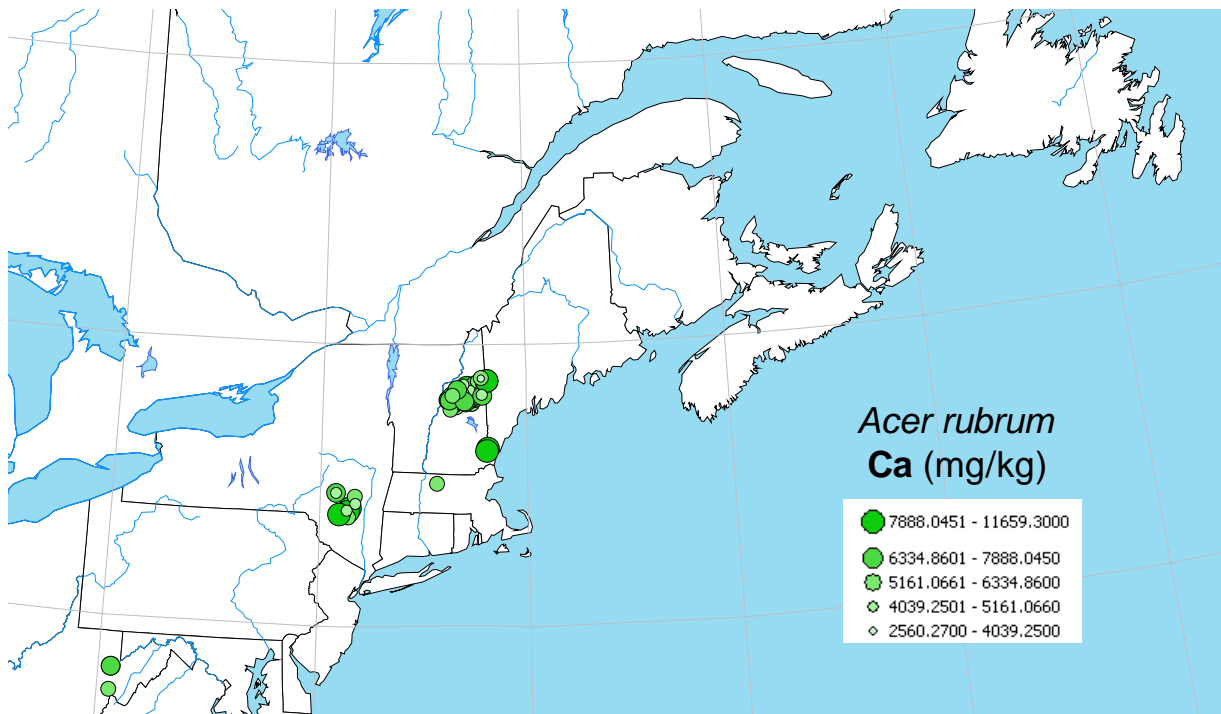 Acer rubrum
Ca (mg/kg)
7888.0451 - 11659.3000
6334.8601 - 7888.0450
5161.0661 - 6334.8600
4039.2501 - 5161.0660
2560.2700 - 4039.2500